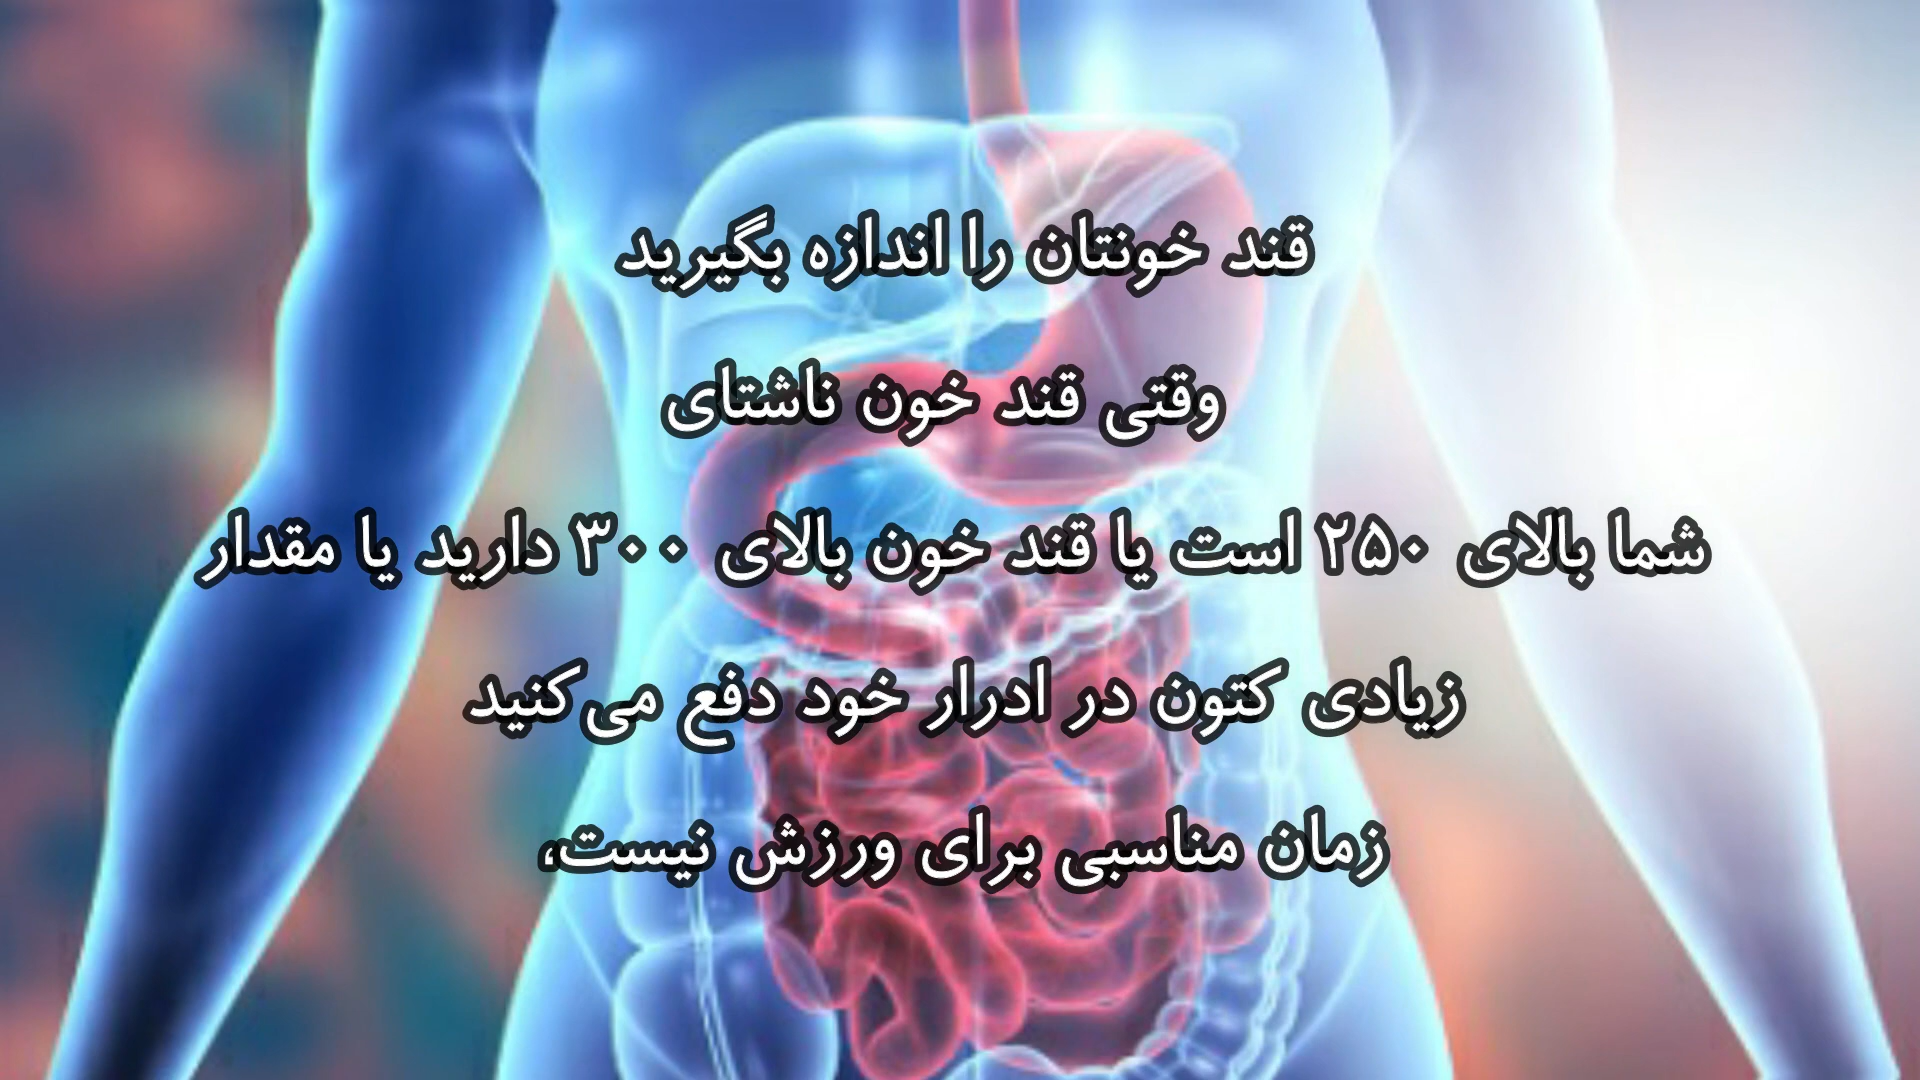 قند خونتان را اندازه بگیرید
وقتی قند خون ناشتای
شما بالای ۲۵۰ است یا قند خون بالای ۳۰۰ دارید یا مقدار
زیادی کتون در ادرار خود دفع می‌کنید
زمان مناسبی برای ورزش نیست،